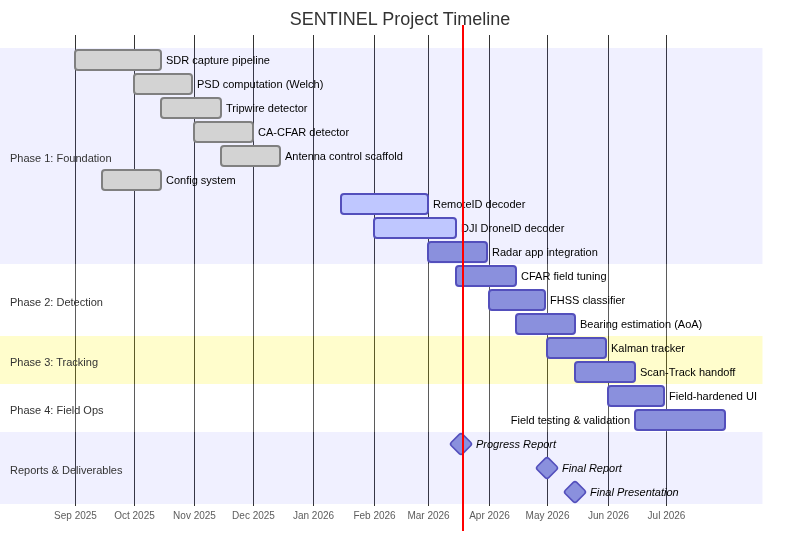 SENTINEL Project Timeline
SDR capture pipeline
PSD computation (Welch)
Tripwire detector
CA-CFAR detector
Phase 1: Foundation
Antenna control scaffold
Config system
RemoteID decoder
DJI DroneID decoder
Radar app integration
CFAR field tuning
Phase 2: Detection
FHSS classifier
Bearing estimation (AoA)
Kalman tracker
Phase 3: Tracking
Scan-Track handoff
Field-hardened UI
Phase 4: Field Ops
Field testing & validation
Progress Report
Reports & Deliverables
Final Report
Final Presentation
Sep 2025 Oct 2025 Nov 2025 Dec 2025 Jan 2026 Feb 2026 Mar 2026 Apr 2026 May 2026 Jun 2026 Jul 2026